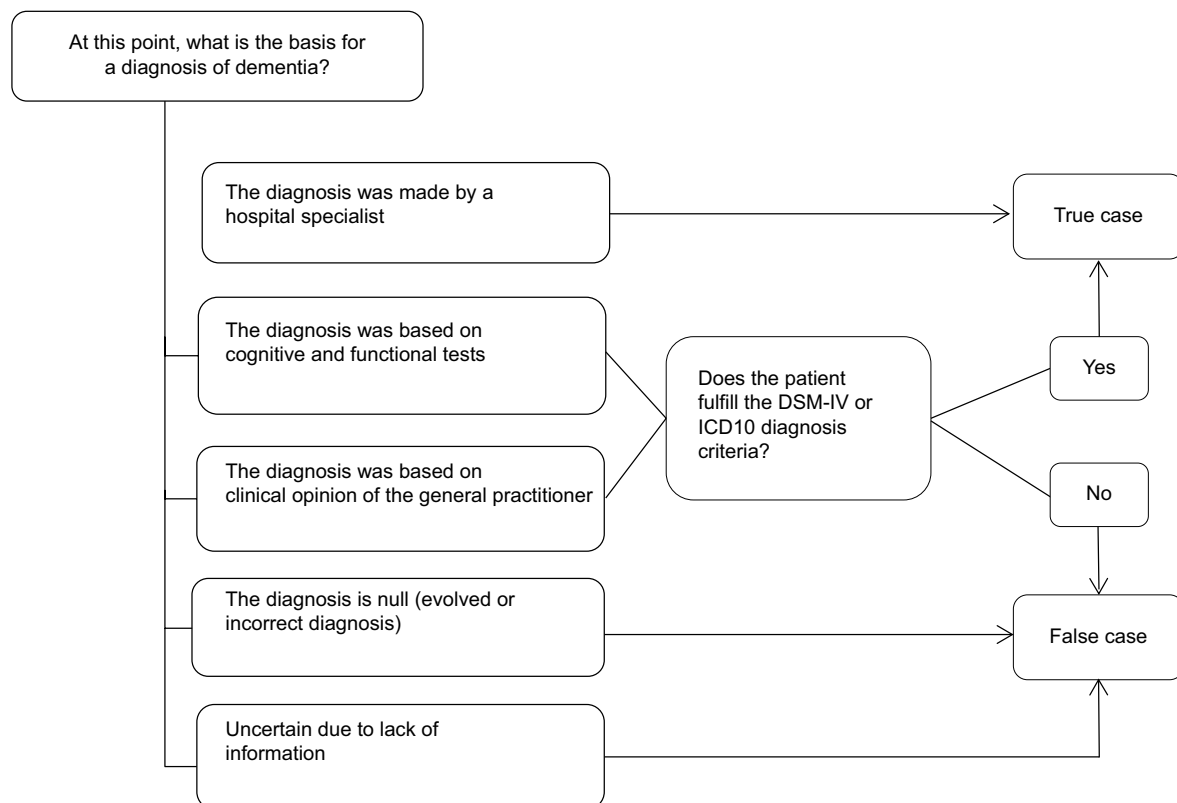 At this point, what is the basis for
a diagnosis of dementia?
The diagnosis was made by a
hospital specialist
True case
The diagnosis was based on
cognitive and functional tests
Does the patient
fulfill the DSM-IV or
ICD10 diagnosis
criteria?
Yes
The diagnosis was based on
clinical opinion of the general practitioner
No
The diagnosis is null (evolved or
incorrect diagnosis)
False case
Uncertain due to lack of
information